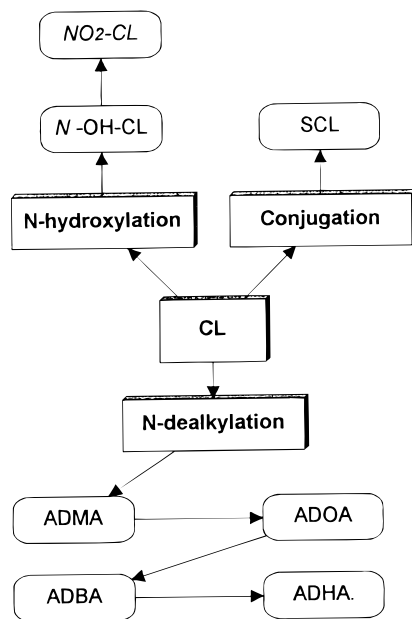 NO2-CL
N -OH-CL
SCL
N-hydroxylation
Conjugation
CL
N-dealkylation
ADMA
ADOA
ADBA
ADHA.